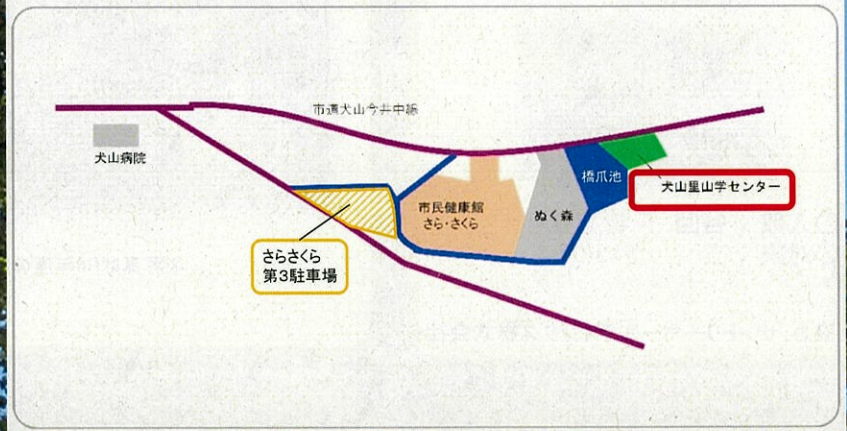 市道犬山今井中線
犬山病院
橋爪池
犬山里山学センター
市民健康館
さら・さくら
ぬく森
さらさくら
第3駐車場